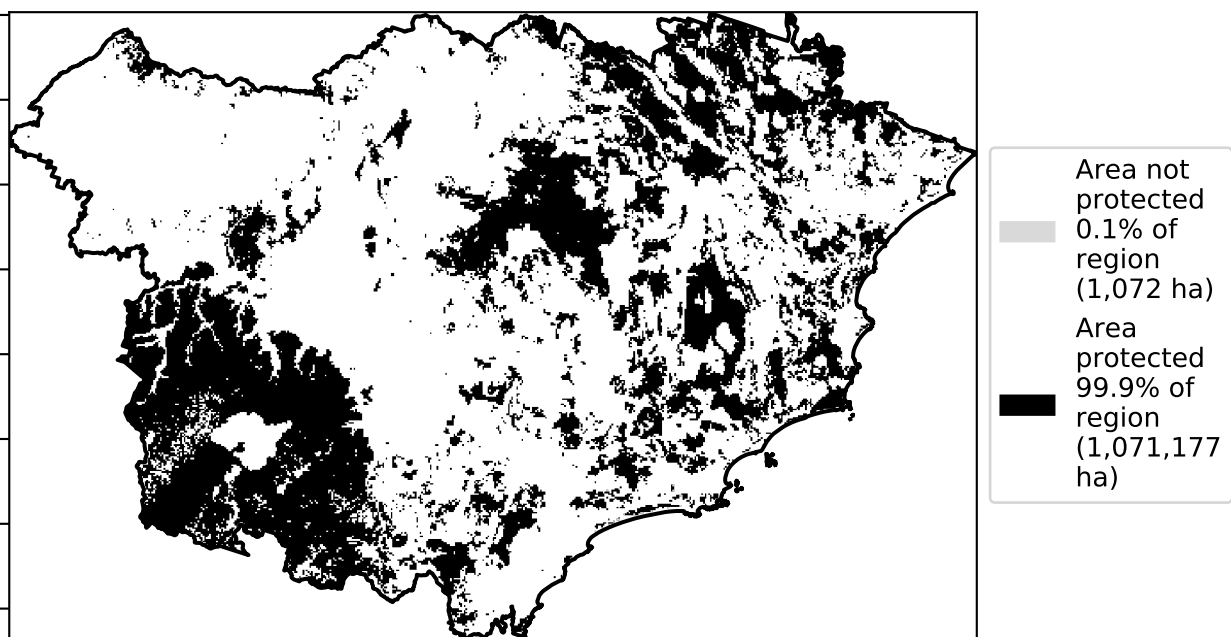 Area not
protected
0.1% of
region
(1,072 ha)
Area
protected
99.9% of
region
(1,071,177
ha)